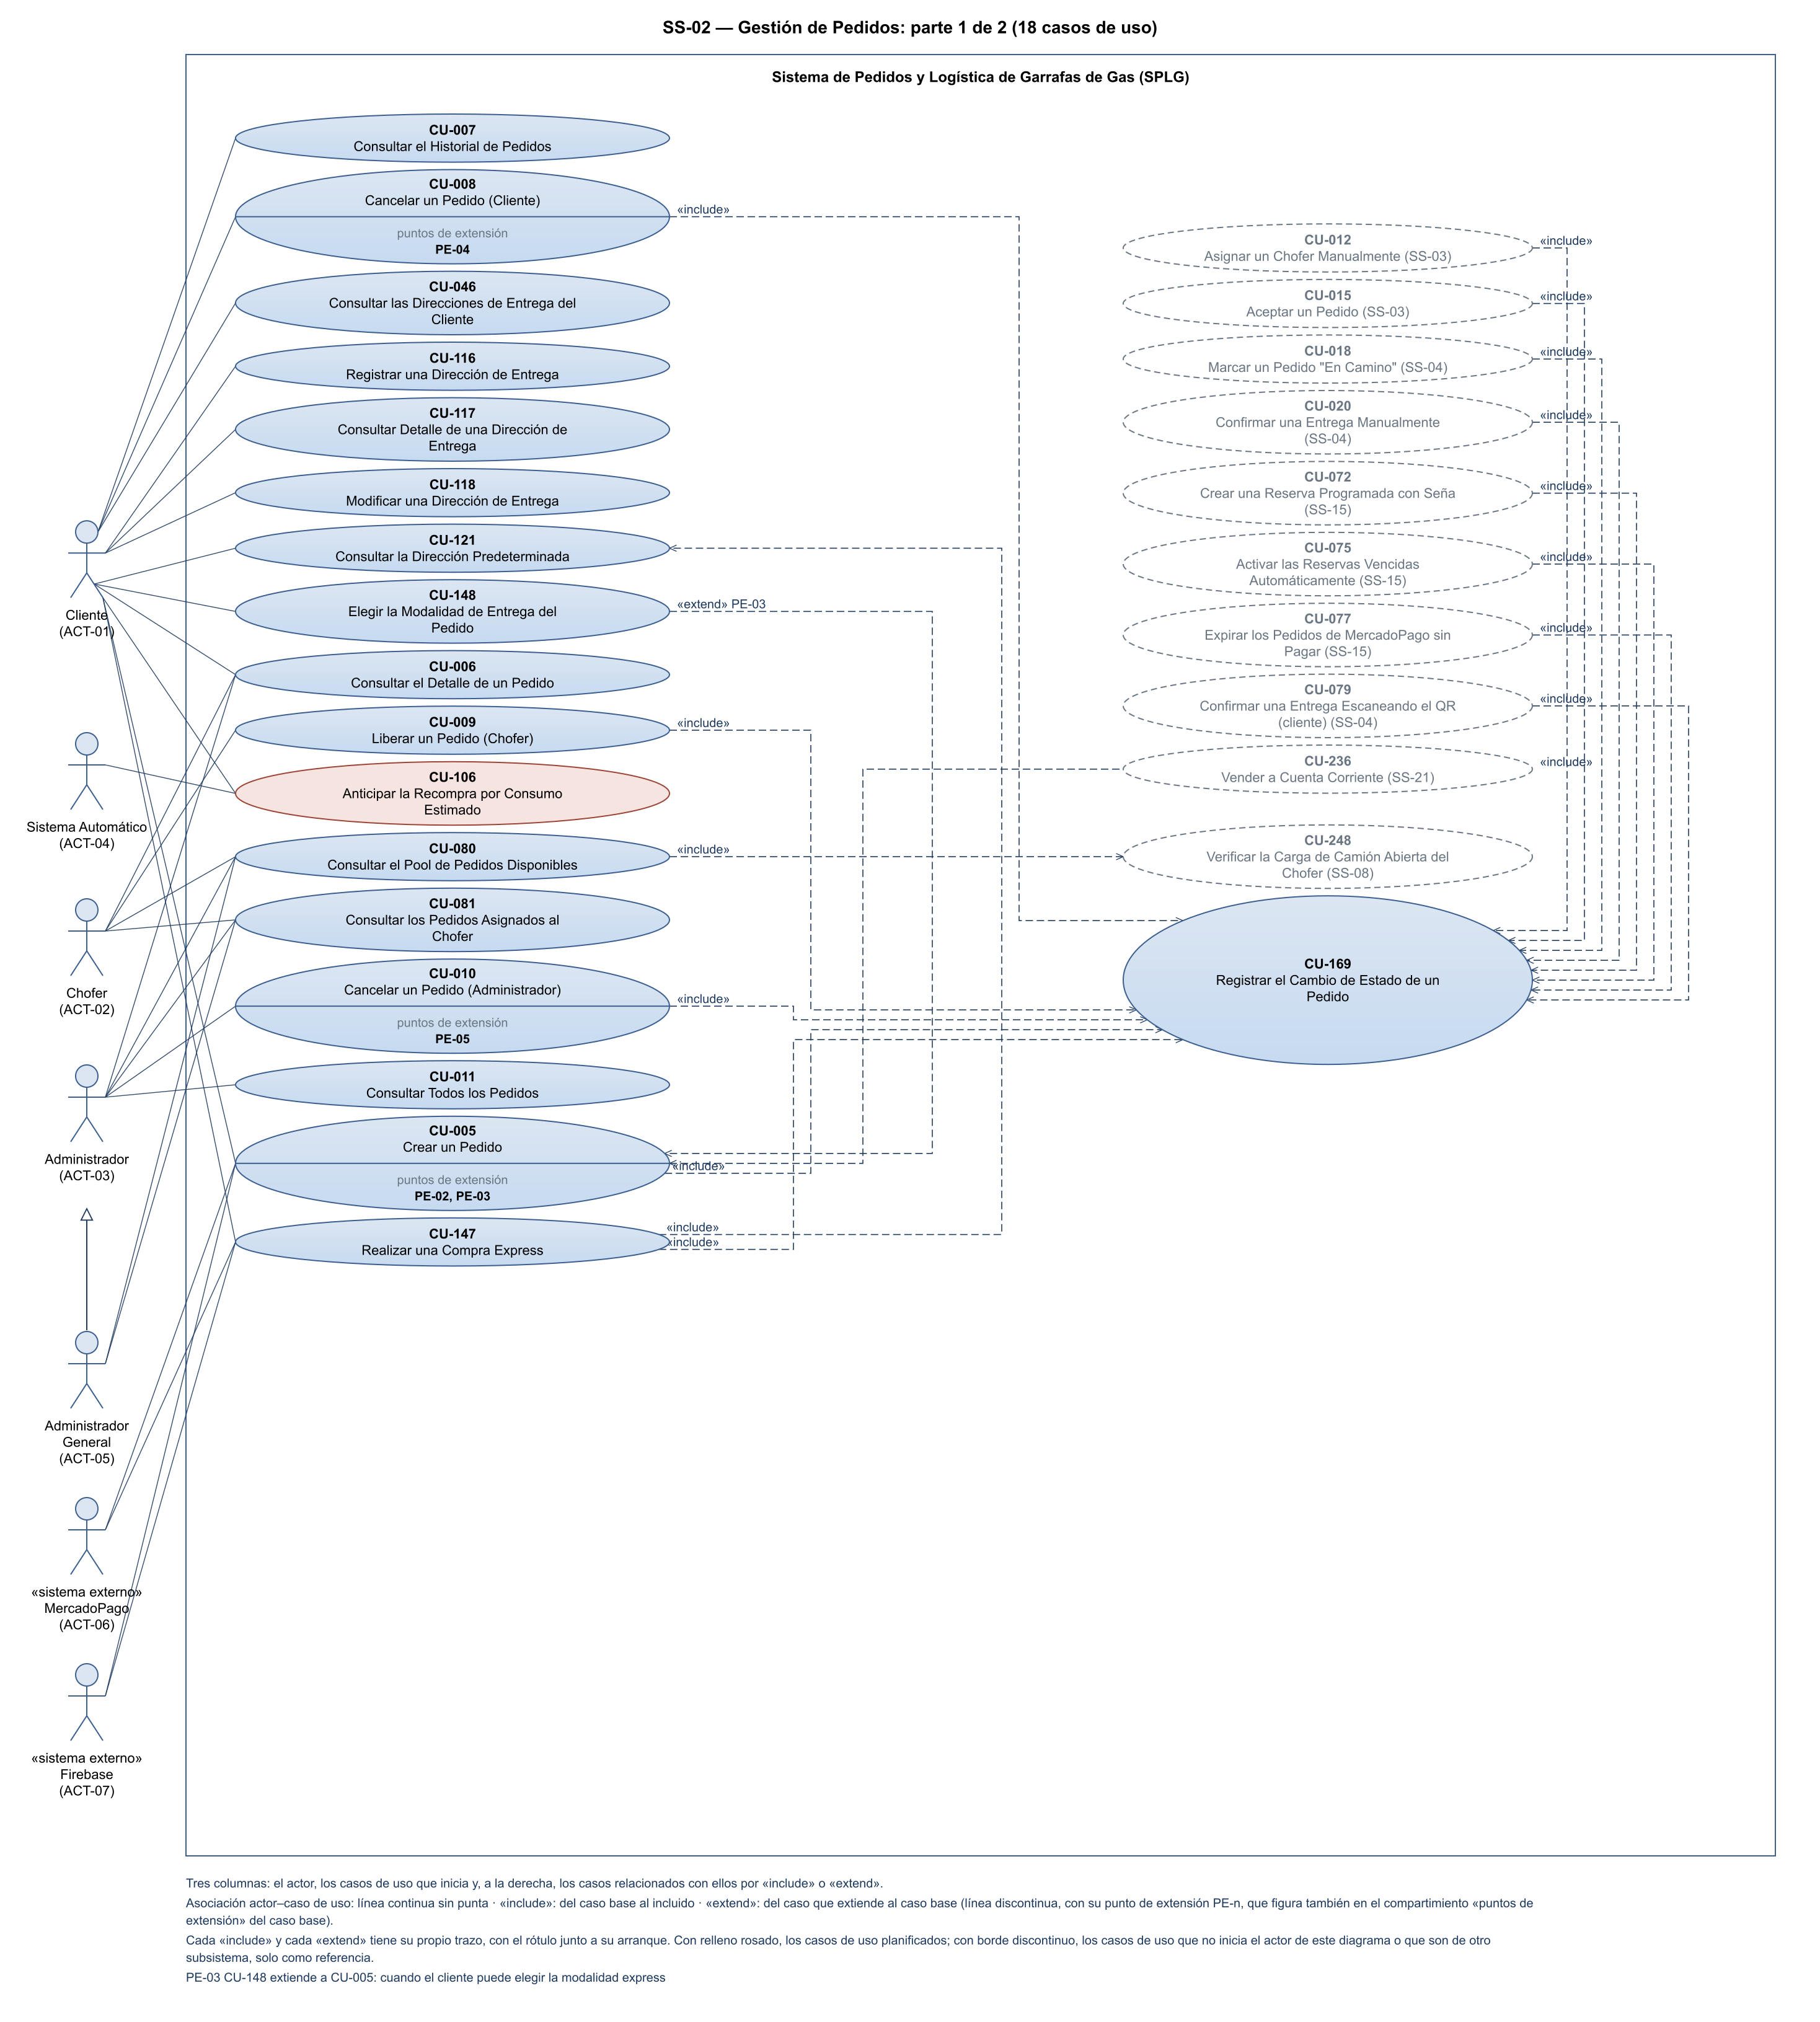 SS-02 — Gestión de Pedidos: parte 1 de 2 (18 casos de uso)
Sistema de Pedidos y Logística de Garrafas de Gas (SPLG)
CU-007
Consultar el Historial de Pedidos
CU-008
Cancelar un Pedido (Cliente)
puntos de extensión
PE-04
«include»
CU-046
Consultar las Direcciones de Entrega del
Cliente
CU-116
Registrar una Dirección de Entrega
CU-117
Consultar Detalle de una Dirección de
Entrega
CU-118
Modificar una Dirección de Entrega
CU-121
Consultar la Dirección Predeterminada
CU-148
Elegir la Modalidad de Entrega del
Pedido
«extend» PE-03
CU-006
Consultar el Detalle de un Pedido
CU-009
Liberar un Pedido (Chofer)
«include»
CU-106
Anticipar la Recompra por Consumo
Estimado
CU-080
Consultar el Pool de Pedidos Disponibles
«include»
CU-081
Consultar los Pedidos Asignados al
Chofer
CU-010
Cancelar un Pedido (Administrador)
puntos de extensión
PE-05
«include»
CU-011
Consultar Todos los Pedidos
CU-005
Crear un Pedido
puntos de extensión
PE-02, PE-03
«include»
CU-147
Realizar una Compra Express
«include»
«include»
Cliente
(ACT-01)
Sistema Automático
(ACT-04)
Chofer
(ACT-02)
Administrador
(ACT-03)
Administrador
General
(ACT-05)
«sistema externo»
MercadoPago
(ACT-06)
«sistema externo»
Firebase
(ACT-07)
CU-012
Asignar un Chofer Manualmente (SS-03)
«include»
CU-015
Aceptar un Pedido (SS-03)
«include»
CU-018
Marcar un Pedido "En Camino" (SS-04)
«include»
CU-020
Confirmar una Entrega Manualmente
(SS-04)
«include»
CU-072
Crear una Reserva Programada con Seña
(SS-15)
«include»
CU-075
Activar las Reservas Vencidas
Automáticamente (SS-15)
«include»
CU-077
Expirar los Pedidos de MercadoPago sin
Pagar (SS-15)
«include»
CU-079
Confirmar una Entrega Escaneando el QR
(cliente) (SS-04)
«include»
CU-236
Vender a Cuenta Corriente (SS-21)
«include»
CU-248
Verificar la Carga de Camión Abierta del
Chofer (SS-08)
CU-169
Registrar el Cambio de Estado de un
Pedido
Tres columnas: el actor, los casos de uso que inicia y, a la derecha, los casos relacionados con ellos por «include» o «extend».
Asociación actor–caso de uso: línea continua sin punta · «include»: del caso base al incluido · «extend»: del caso que extiende al caso base (línea discontinua, con su punto de extensión PE-n, que figura también en el compartimiento «puntos de
extensión» del caso base).
Cada «include» y cada «extend» tiene su propio trazo, con el rótulo junto a su arranque. Con relleno rosado, los casos de uso planificados; con borde discontinuo, los casos de uso que no inicia el actor de este diagrama o que son de otro
subsistema, solo como referencia.
PE-03 CU-148 extiende a CU-005: cuando el cliente puede elegir la modalidad express